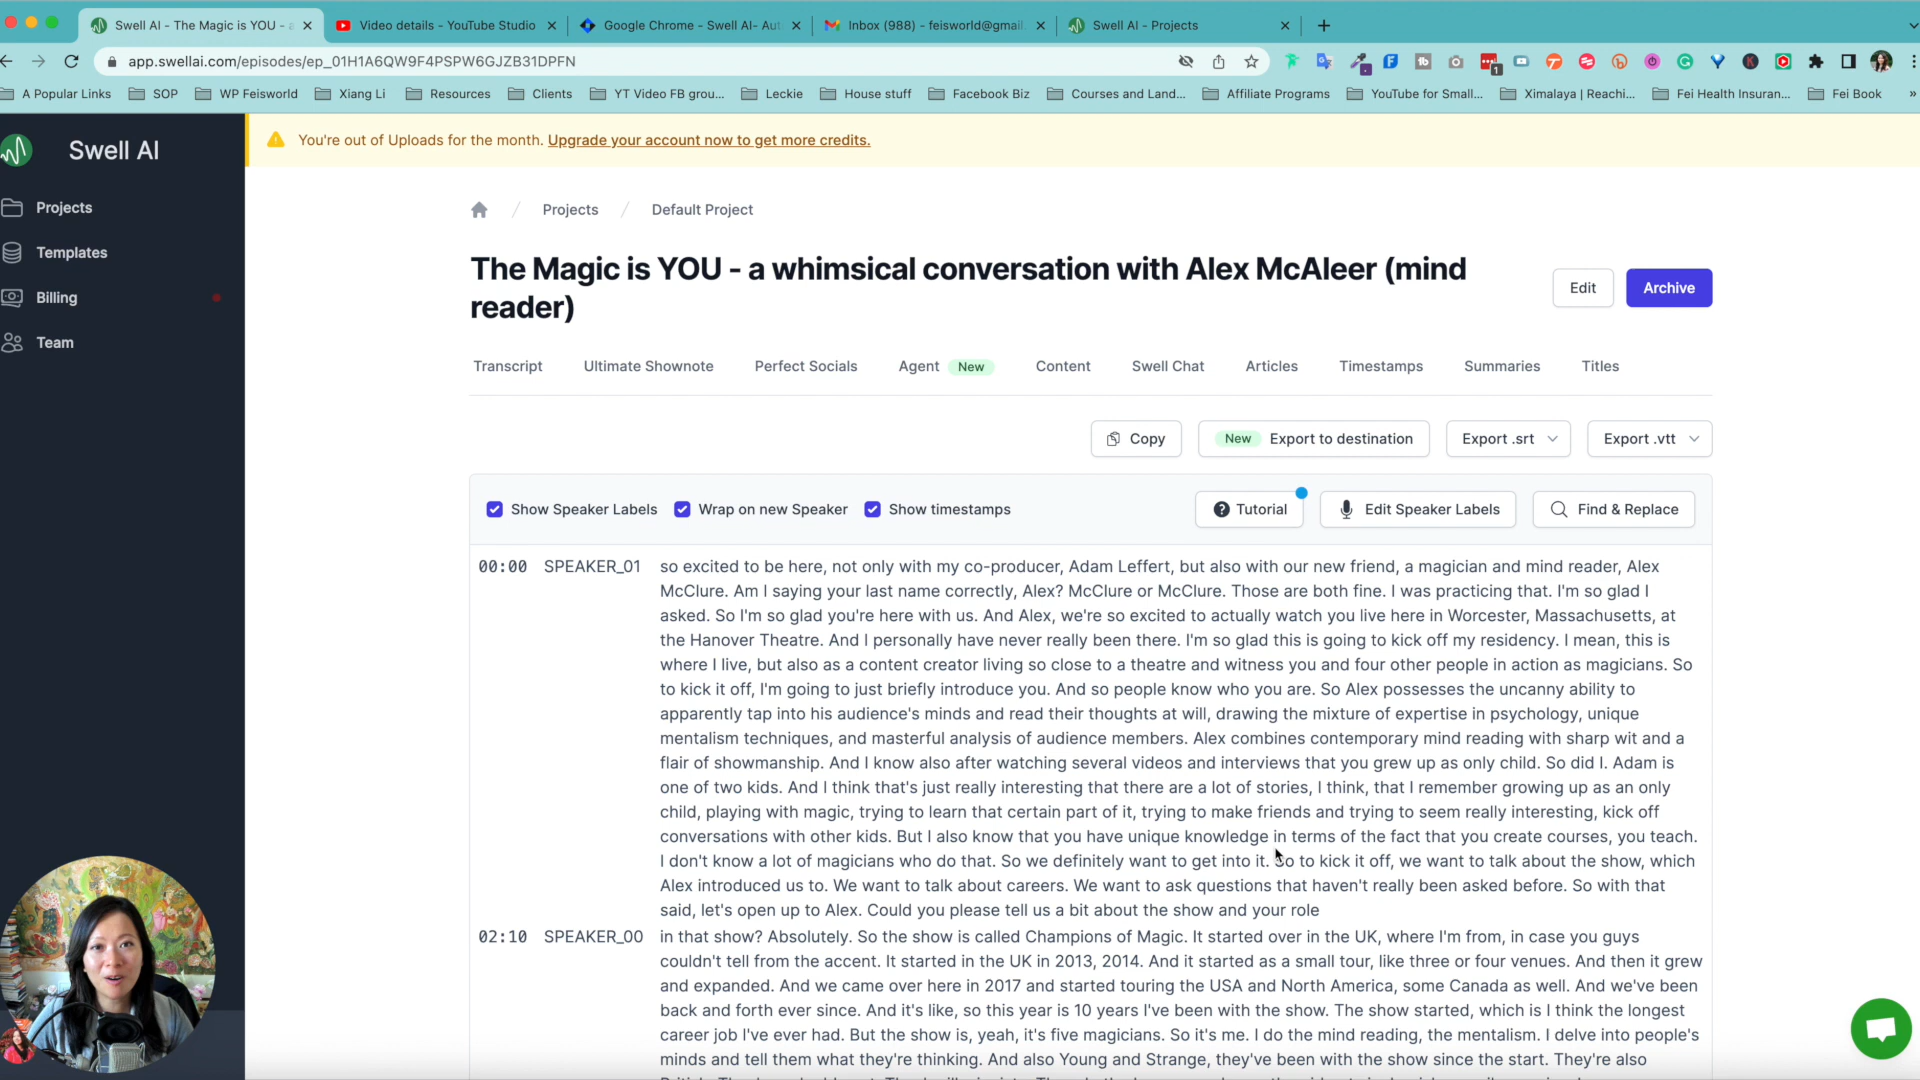 Swell AI - The Magic is YOU - a
Video details - YouTube Studio
Google Chrome - Swell AI- Aut
Inbox (988) - feisworld@gmail.
Swell AI - Projects
app.swellai.com/episodes/ep_01H1A6QW9F4PSPW6GJZB31DPFN
A Popular Links
SOP
WP Feisworld
Xiang Li
Resources
Clients
YT Video FB grou...
Leckie
House stuff
Facebook Biz
Courses and Land...
Affiliate Programs
YouTube for Small...
Ximalaya | Reachi...
Fei Health Insuran...
Fei Book
»
Swell AI
Projects
Templates
Billing
Team
You're out of Uploads for the month. Upgrade your account now to get more credits.
/ Projects / Default Project
The Magic is YOU - a whimsical conversation with Alex McAleer (mind
reader)
Edit
Archive
Transcript
Ultimate Shownote
Perfect Socials
Agent New
Content
Swell Chat
Articles
Timestamps
Summaries
Titles
Copy
New Export to destination
Export .srt
Export .vtt
Show Speaker Labels
Wrap on new Speaker
Show timestamps
Tutorial
Edit Speaker Labels
Find & Replace
00:00 SPEAKER_01 so excited to be here, not only with my co-producer, Adam Leffert, but also with our new friend, a magician and mind reader, Alex
McClure. Am I saying your last name correctly, Alex? McClure or McClure. Those are both fine. I was practicing that. I'm so glad I
asked. So I'm so glad you're here with us. And Alex, we're so excited to actually watch you live here in Worcester, Massachusetts, at
the Hanover Theatre. And I personally have never really been there. I'm so glad this is going to kick off my residency. I mean, this is
where I live, but also as a content creator living so close to a theatre and witness you and four other people in action as magicians. So
to kick it off, I'm going to just briefly introduce you. And so people know who you are. So Alex possesses the uncanny ability to
apparently tap into his audience's minds and read their thoughts at will, drawing the mixture of expertise in psychology, unique
mentalism techniques, and masterful analysis of audience members. Alex combines contemporary mind reading with sharp wit and a
flair of showmanship. And I know also after watching several videos and interviews that you grew up as only child. So did I. Adam is
one of two kids. And I think that's just really interesting that there are a lot of stories, I think, that I remember growing up as an only
child, playing with magic, trying to learn that certain part of it, trying to make friends and trying to seem really interesting, kick off
conversations with other kids. But I also know that you have unique knowledge in terms of the fact that you create courses, you teach.
I don't know a lot of magicians who do that. So we definitely want to get into it. So to kick it off, we want to talk about the show, which
Alex introduced us to. We want to talk about careers. We want to ask questions that haven't really been asked before. So with that
said, let's open up to Alex. Could you please tell us a bit about the show and your role
02:10 SPEAKER_00 in that show? Absolutely. So the show is called Champions of Magic. It started over in the UK, where I'm from, in case you guys
couldn't tell from the accent. It started in the UK in 2013, 2014. And it started as a small tour, like three or four venues. And then it grew
and expanded. And we came over here in 2017 and started touring the USA and North America, some Canada as well. And we've been
back and forth ever since. And it's like, so this year is 10 years I've been with the show. The show started, which is I think the longest
career job I've ever had. But the show is, yeah, it's five magicians. So it's me. I do the mind reading, the mentalism. I delve into people's
minds and tell them what they're thinking. And also Young and Strange, they've been with the show since the start. They're also